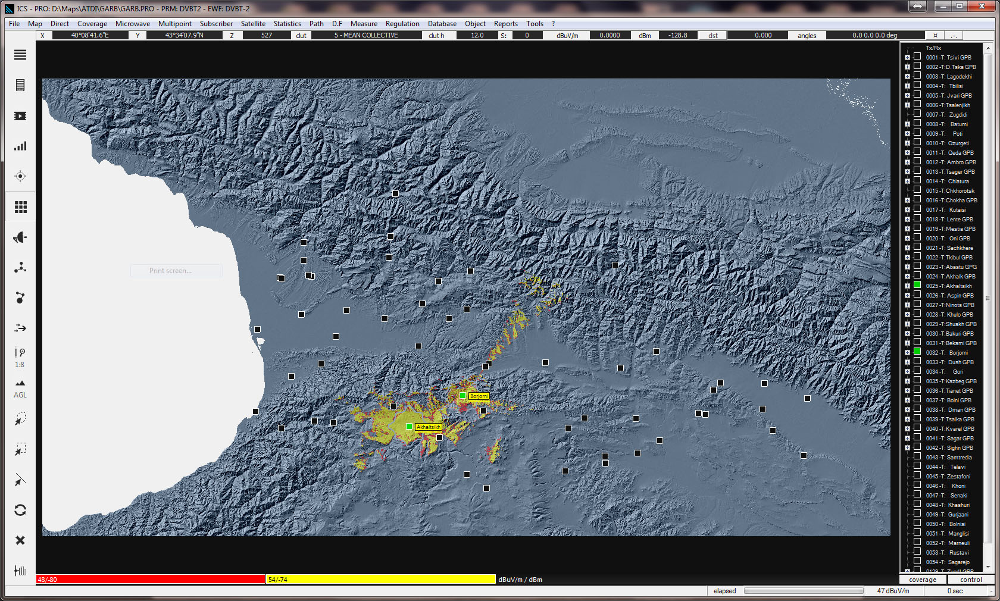 ICS - PRO: D:\Maps\ATDI\GARB\GARB.PRO - PRM: DVBT2 - EWF: DVBT-2
File Map Direct Coverage Microwave Multipoint Subscriber Satellite Statistics Path D.F Measure Regulation Database Object Reports Tools ?
X 40°08'41.6"E Y 43°34'07.9"N Z 527 clut 5 - MEAN COLLECTIVE clut h 12.0 S: 0 dBuV/m 0.0000 dBm -128.8 dst 0.000 angles 0.0 0.0 0.0 deg
Tx/Rx
0001 -T: Tsivi GPB
0002 -T: D.Tska GPB
0003 -T: Lagodekhi
0004 -T: Tbilisi
0005 -T: Jvari GPB
0006 -T:Tsalenjikh
0007 -T: Zugdidi
0008 -T: Batumi
0009 -T: Poti
0010 -T: Ozurgeti
0011 -T: Qeda GPB
0012 -T: Ambro GPB
0013 -T:Tsager GPB
0014 -T: Chiatura
0015 -T:Chkhorotsk
0016 -T:Chokha GPB
0017 -T: Kutaisi
0018 -T: Lente GPB
0019 -T: Mestia GPB
0020 -T: Oni GPB
0021 -T: Sachkhere
0022 -T: Tkibul GPB
0023 -T:Abastu GPG
0024 -T: Akhalk GPB
0025 -T:Akhaltsikh
0026 -T: Aspin GPB
0027 -T: Ninots GPB
0028 -T: Khulo GPB
0029 -T:Shuakh GPB
0030 -T: Bakuri GPB
0031 -T:Bekami GPB
0032 -T: Borjomi
0033 -T: Dush GPB
0034 -T: Gori
0035 -T:Kazbeg GPB
0036 -T:Tianet GPB
0037 -T: Bolni GPB
0038 -T: Dman GPB
0039 -T:Tsalka GPB
0040 -T:Kvarel GPB
0041 -T: Sagar GPB
0042 -T: Sighn GPB
0043 -T: Samtredia
0044 -T: Telavi
0045 -T: Zestafoni
0046 -T: Khoni
0047 -T: Senaki
0048 -T: Khashuri
0049 -T: Gurjaani
0050 -T: Bolnisi
0051 -T: Manglisi
0052 -T: Marneuli
0053 -T: Rustavi
0054 -T: Sagarejo
Print screen...
1:8
AGL
Borjomi
Akhaltsikh
48/-80 54/-74 dBuV/m / dBm
coverage control
elapsed 47 dBuV/m 0 sec